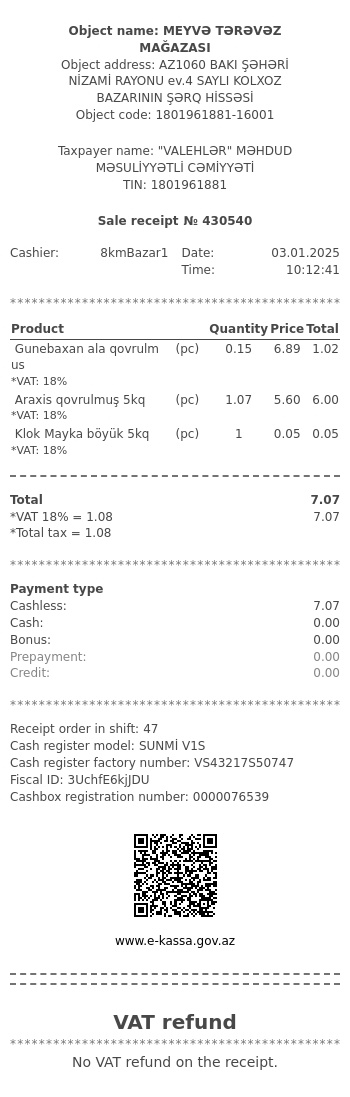 Object name: MEYVƏ TƏRƏVƏZ
MAĞAZASI
Object address: AZ1060 BAKI ŞƏHƏRİ
NİZAMİ RAYONU ev.4 SAYLI KOLXOZ
BAZARININ ŞƏRQ HİSSƏSİ
Object code: 1801961881-16001
Taxpayer name: "VALEHLƏR" MƏHDUD
MƏSULİYYƏTLİ CƏMİYYƏTİ
TIN: 1801961881
Sale receipt № 430540
Cashier: 8kmBazar1 Date: 03.01.2025
Time: 10:12:41
*********************************************
Product Quantity Price Total
Gunebaxan ala qovrulm (pc) 0.15 6.89 1.02
us
*VAT: 18%
Araxis qovrulmuş 5kq (pc) 1.07 5.60 6.00
*VAT: 18%
Klok Mayka böyük 5kq (pc) 1 0.05 0.05
*VAT: 18%
Total 7.07
*VAT 18% = 1.08 7.07
*Total tax = 1.08
*********************************************
Payment type
Cashless: 7.07
Cash: 0.00
Bonus: 0.00
Prepayment: 0.00
Credit: 0.00
*********************************************
Receipt order in shift: 47
Cash register model: SUNMİ V1S
Cash register factory number: VS43217S50747
Fiscal ID: 3UchfE6kjJDU
Cashbox registration number: 0000076539
www.e-kassa.gov.az
VAT refund
*********************************************
No VAT refund on the receipt.